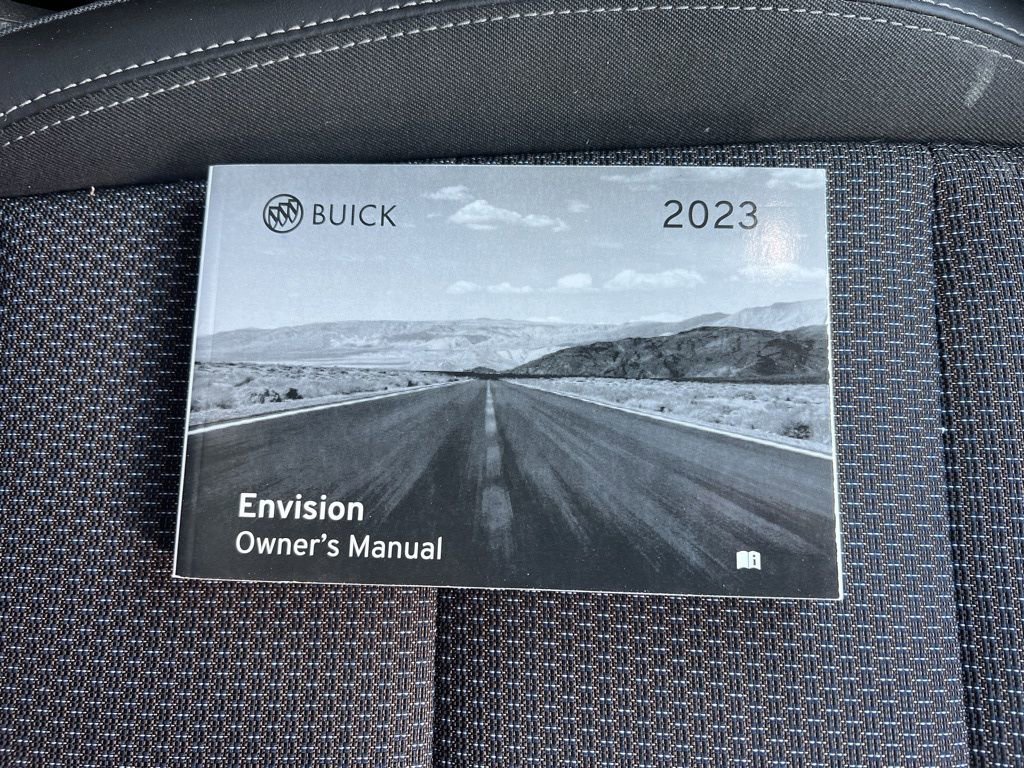 BUICK
2023
Envision
Owner's Manual